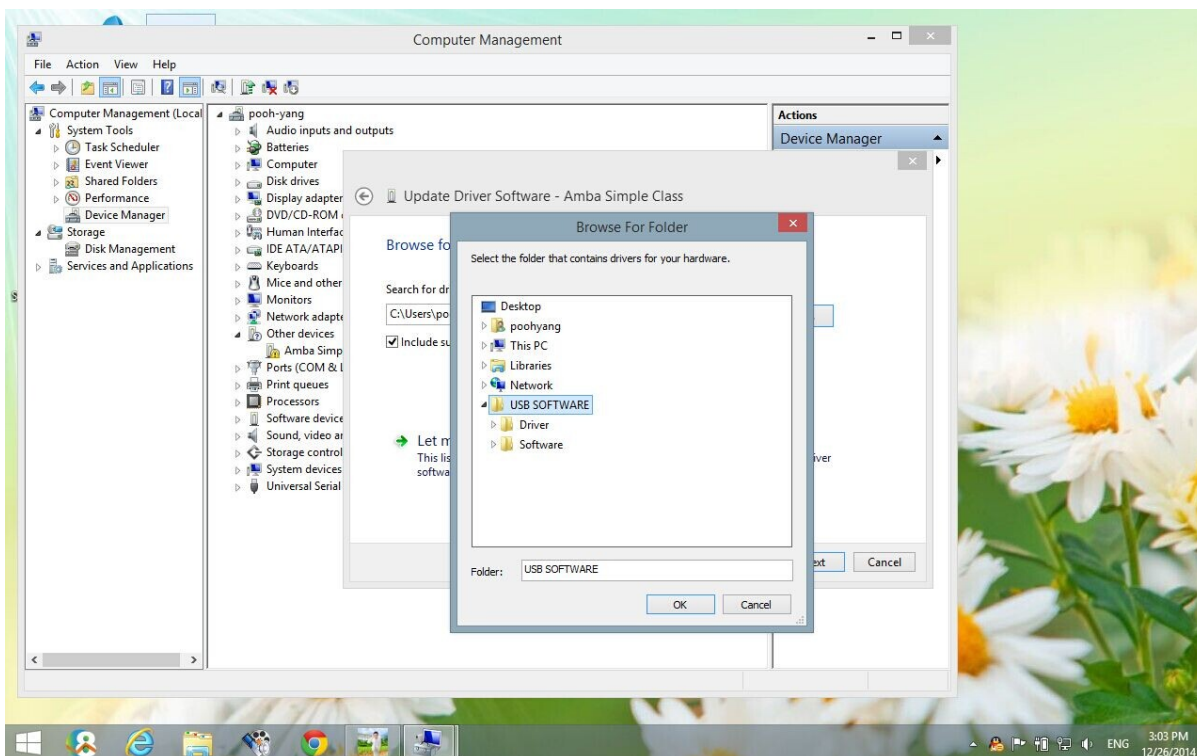 Computer Management
File Action View Help
Computer Management (Local
System Tools
Task Scheduler
Event Viewer
Shared Folders
Performance
Device Manager
Storage
Disk Management
Services and Applications
pooh-yang
Audio inputs and outputs
Batteries
Computer
Disk drives
Display adapter
DVD/CD-ROM
Human Interfac
IDE ATA/ATAPI
Keyboards
Mice and other
Monitors
Network adapte
Other devices
Amba Simp
Ports (COM & L
Print queues
Processors
Software device
Sound, video ar
Storage control
System devices
Universal Serial
Actions
Device Manager
Update Driver Software - Amba Simple Class
Browse fo
Search for dr
C:\Users\po
Include su
Let m
This lis
softwa
iver
ext
Cancel
Browse For Folder
Select the folder that contains drivers for your hardware.
Desktop
poohyang
This PC
Libraries
Network
USB SOFTWARE
Driver
Software
Folder: USB SOFTWARE
OK Cancel
ENG
3:03 PM
12/26/2014